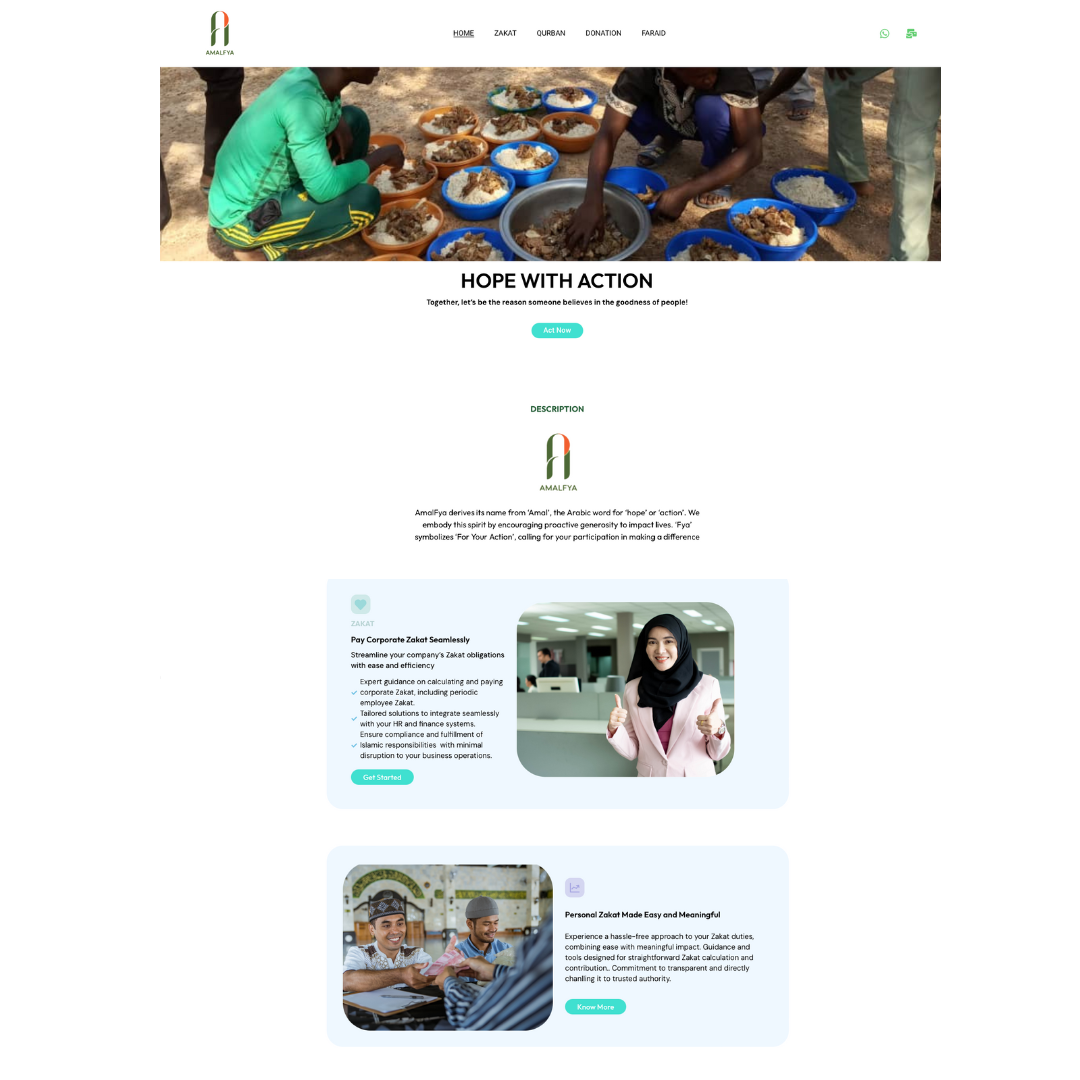 AMALFYA
HOME ZAKAT QURBAN DONATION FARAID
HOPE WITH ACTION
Together, let's be the reason someone believes in the goodness of people!
Act Now
DESCRIPTION
AMALFYA
AmalFya derives its name from 'Amal', the Arabic word for 'hope' or 'action'. We
embody this spirit by encouraging proactive generosity to impact lives. 'Fya'
symbolizes 'For Your Action', calling for your participation in making a difference
ZAKAT
Pay Corporate Zakat Seamlessly
Streamline your company's Zakat obligations
with ease and efficiency
Expert guidance on calculating and paying
corporate Zakat, including periodic
employee Zakat.
Tailored solutions to integrate seamlessly
with your HR and finance systems.
Ensure compliance and fulfillment of
Islamic responsibilities with minimal
disruption to your business operations.
Get Started
Personal Zakat Made Easy and Meaningful
Experience a hassle-free approach to your Zakat duties,
combining ease with meaningful impact. Guidance and
tools designed for straightforward Zakat calculation and
contribution.. Commitment to transparent and directly
chanlling it to trusted authority.
Know More